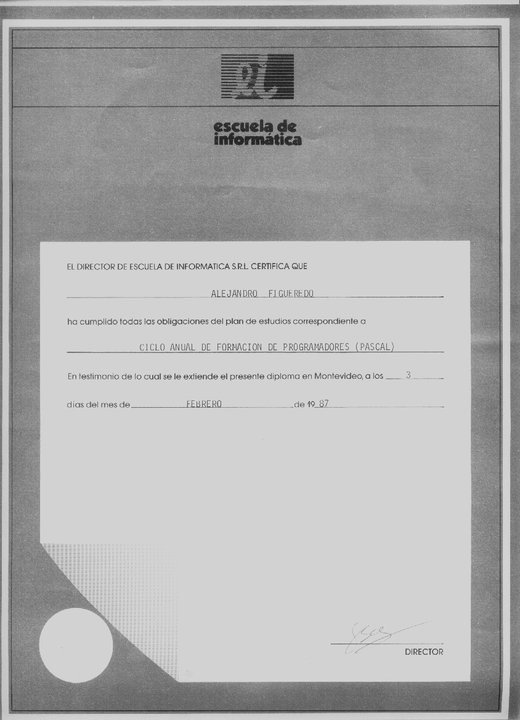 ei
escuela de
informática
EL DIRECTOR DE ESCUELA DE INFORMATICA S.R.L. CERTIFICA QUE
ALEJANDRO FIGUEREDO
ha cumplido todas las obligaciones del plan de estudios correspondiente a
CICLO ANUAL DE FORMACION DE PROGRAMADORES (PASCAL)
En testimonio de lo cual se le extiende el presente diploma en Montevideo, a los 3
días del mes de FEBRERO de 19 87
DIRECTOR